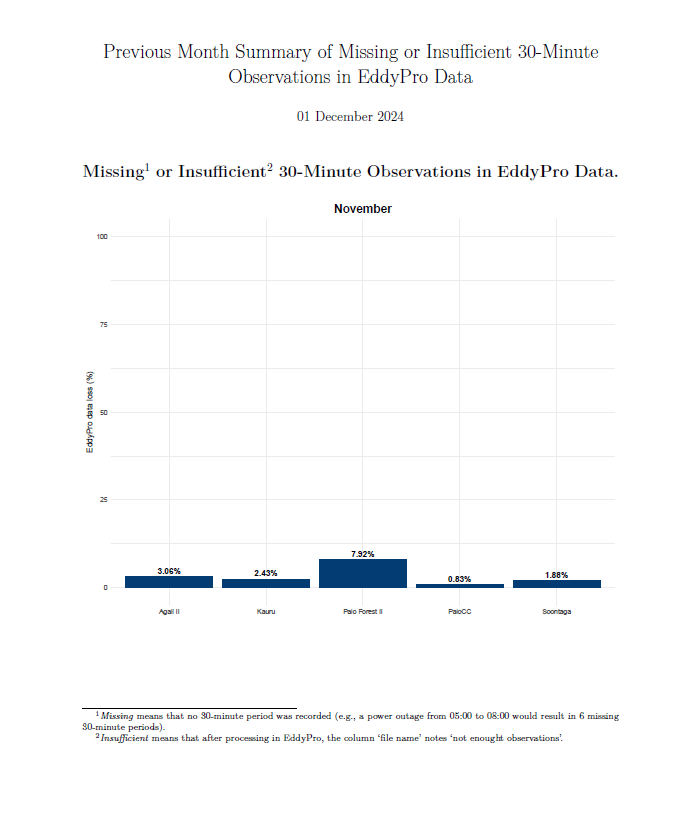 Previous Month Summary of Missing or Insufficient 30-Minute
Observations in EddyPro Data
01 December 2024
Missing¹ or Insufficient² 30-Minute Observations in EddyPro Data.
November
EddyPro data loss (%)
100
75
50
25
0
3.06%
2.43%
7.92%
0.83%
1.88%
Agali II
Kauru
Palo Forest II
PaloCC
Soontaga
¹Missing means that no 30-minute period was recorded (e.g., a power outage from 05:00 to 08:00 would result in 6 missing
30-minute periods).
²Insufficient means that after processing in EddyPro, the column ‘file name’ notes ‘not enought observations’.